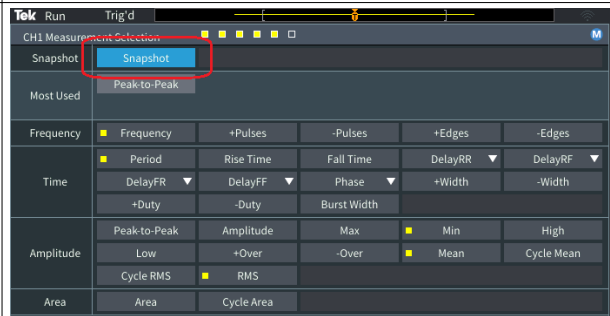 Tek Run Trig'd
CH1 Measurement Selection M
Snapshot Snapshot
Most Used Peak-to-Peak
Frequency Frequency +Pulses -Pulses +Edges -Edges
Period Rise Time Fall Time DelayRR DelayRF
Time DelayFR DelayFF Phase +Width -Width
+Duty -Duty Burst Width
Peak-to-Peak Amplitude Max Min High
Amplitude Low +Over -Over Mean Cycle Mean
Cycle RMS RMS
Area Area Cycle Area